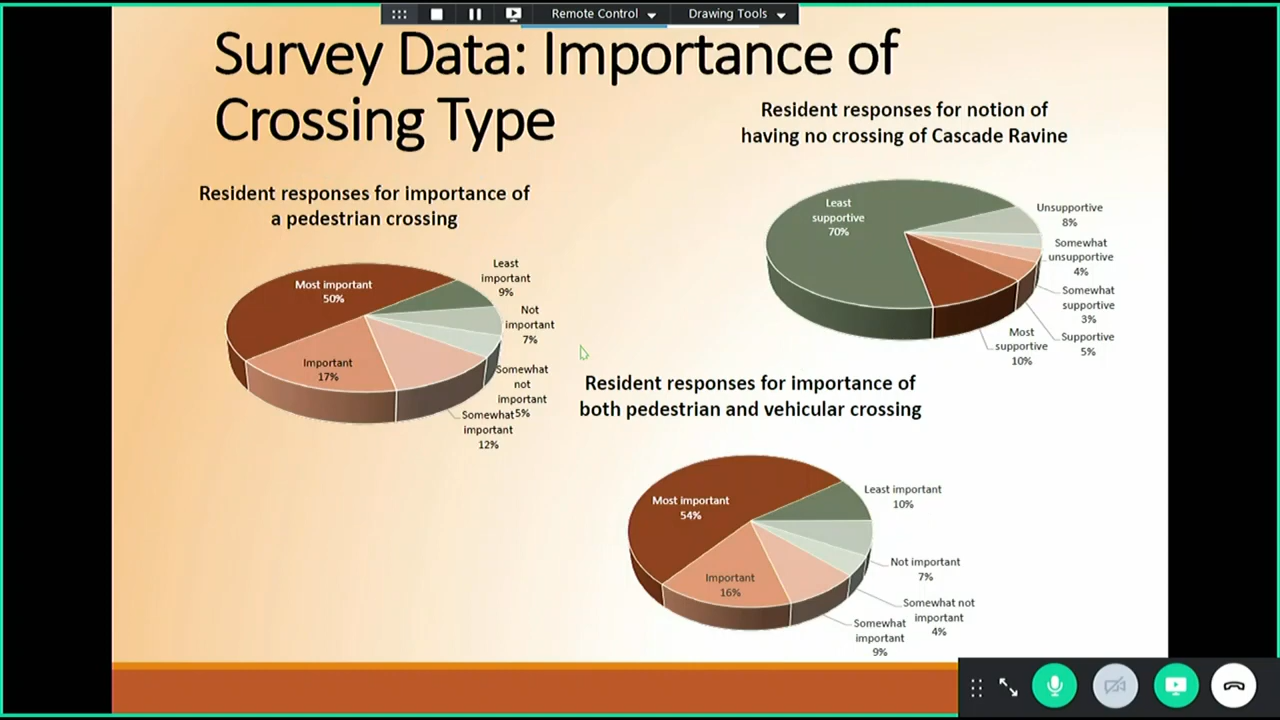 Remote Control
Drawing Tools
Survey Data: Importance of
Crossing Type
Resident responses for notion of
having no crossing of Cascade Ravine
Least
supportive
70%
Unsupportive
8%
Somewhat
unsupportive
4%
Somewhat
supportive
3%
Supportive
5%
Most
supportive
10%
Resident responses for importance of
a pedestrian crossing
Most important
50%
Least
important
9%
Not
important
7%
Somewhat
not
important
5%
Somewhat
important
12%
Important
17%
Resident responses for importance of
both pedestrian and vehicular crossing
Most important
54%
Least important
10%
Not important
7%
Somewhat not
important
4%
Somewhat
important
9%
Important
16%